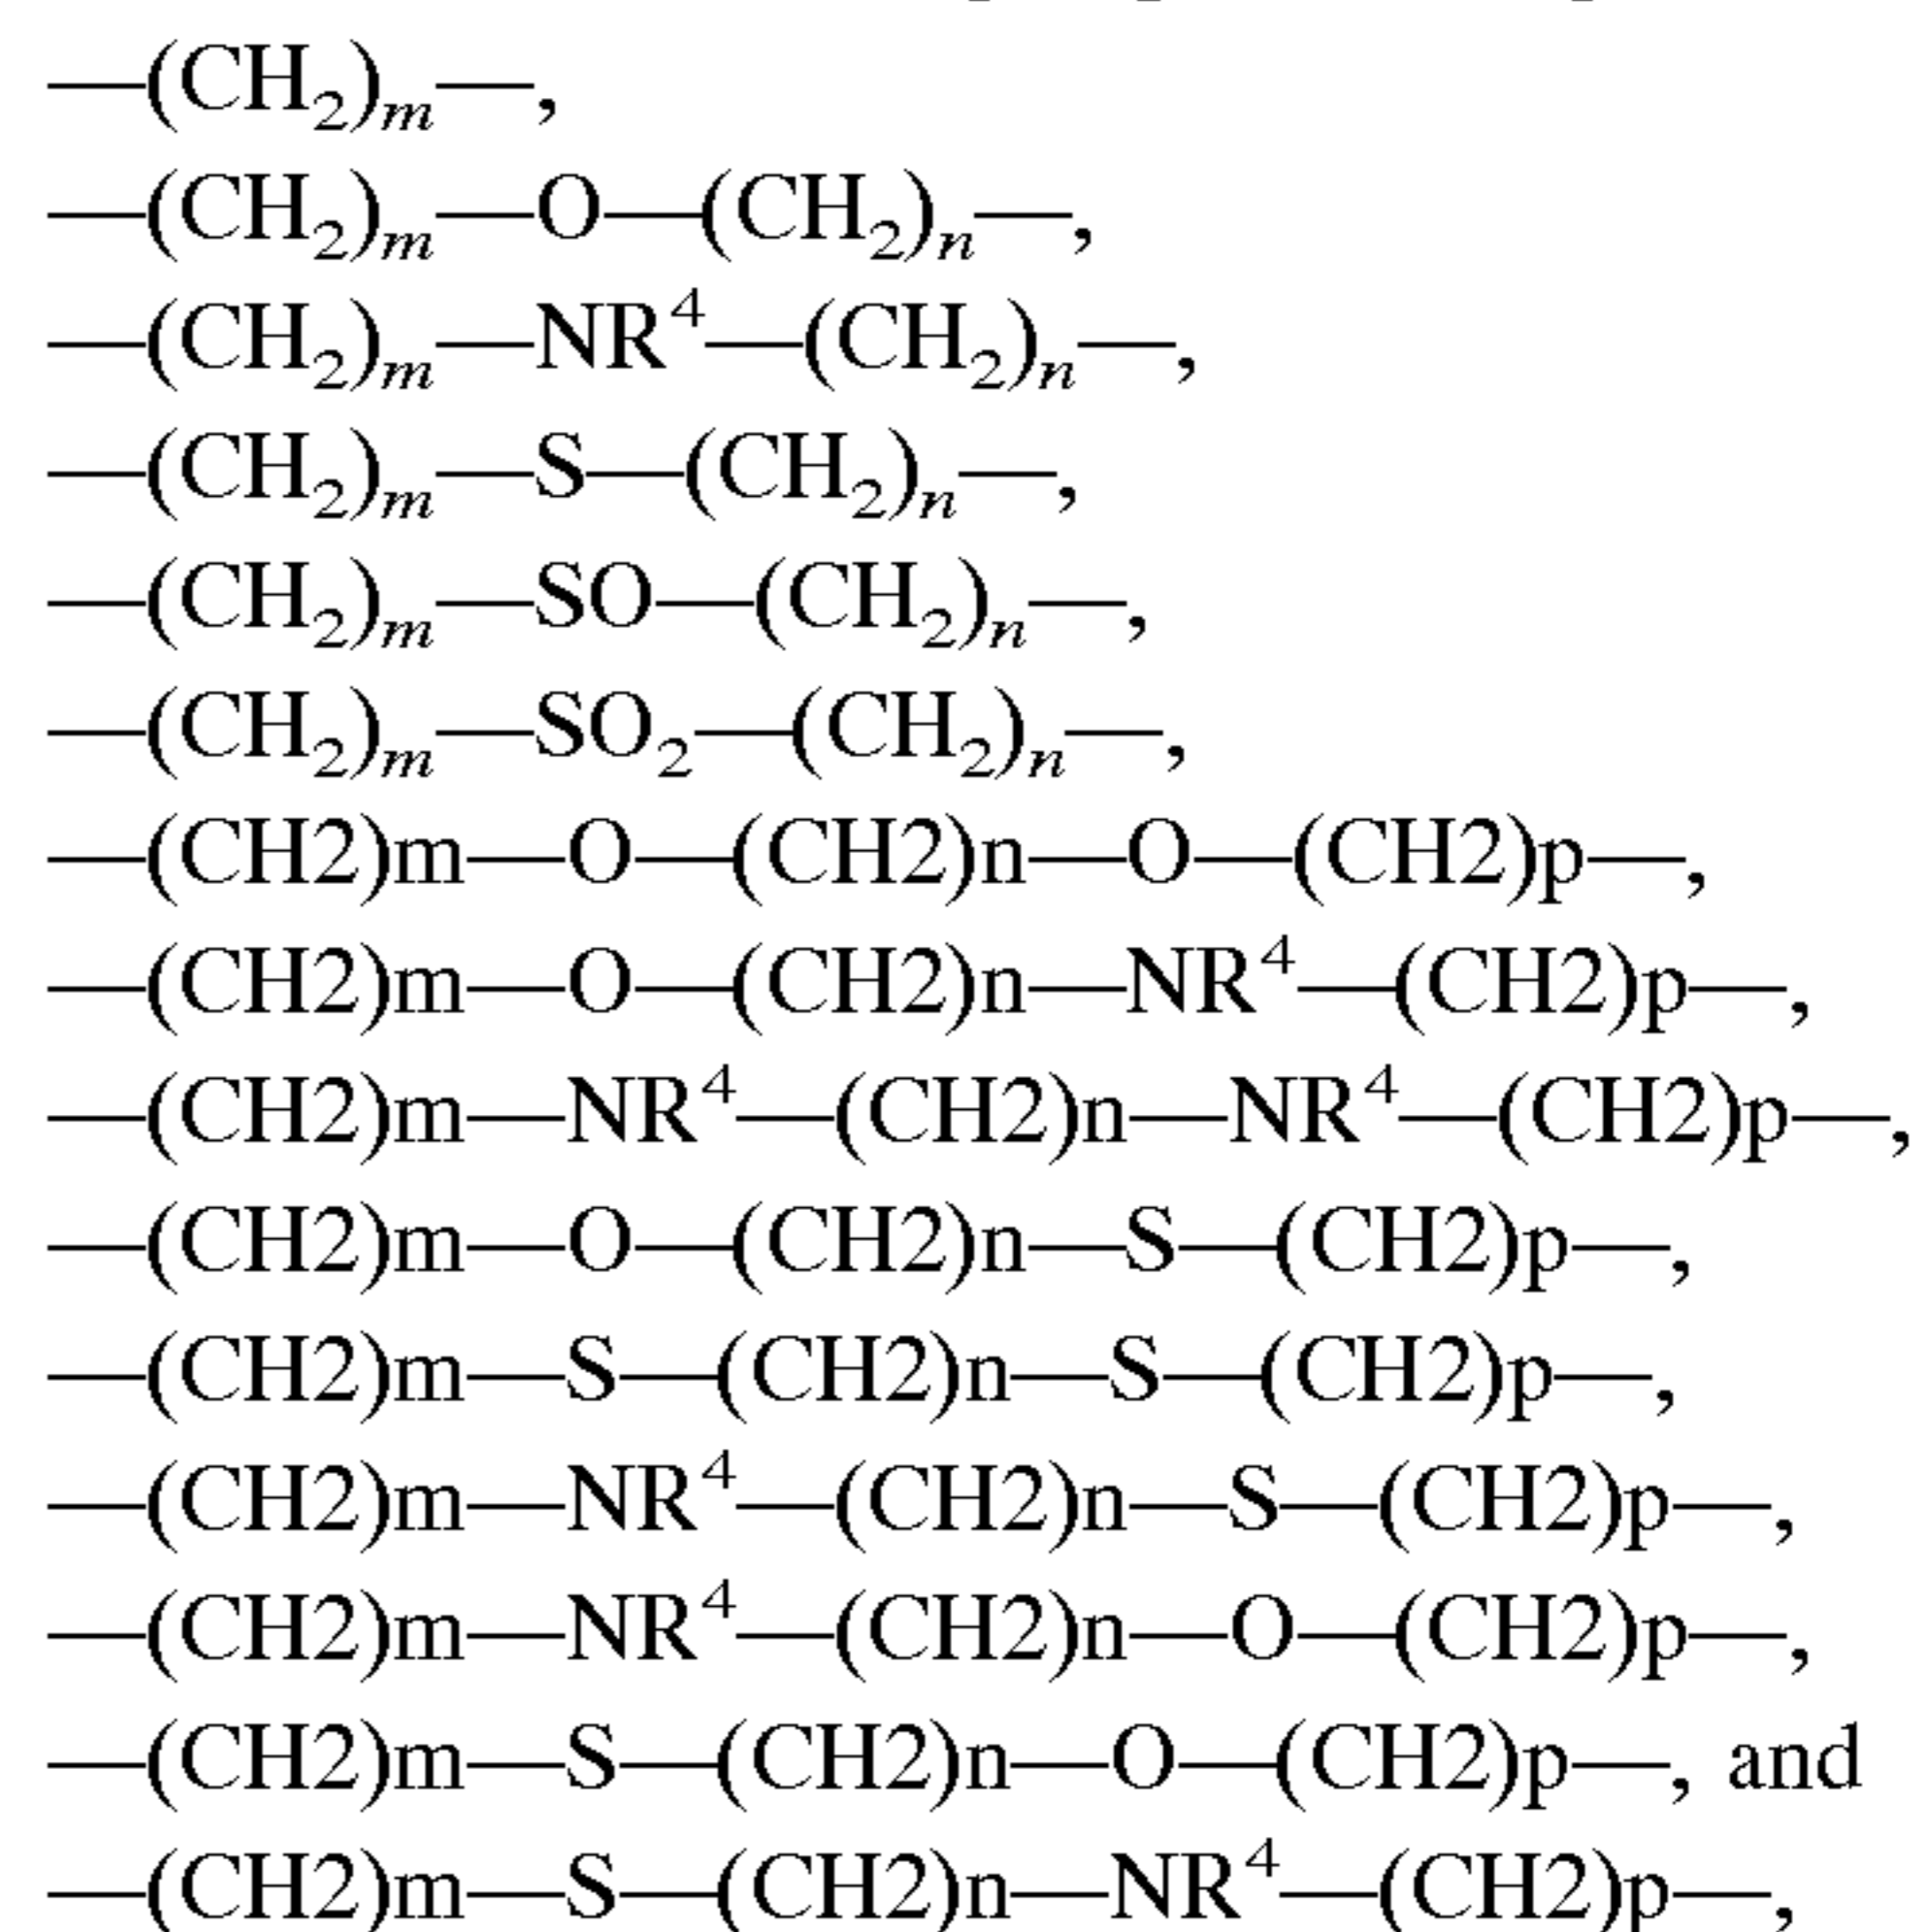 —(CH₂)ₘ—,
—(CH₂)ₘ—O—(CH₂)ₙ—,
—(CH₂)ₘ—NR⁴—(CH₂)ₙ—,
—(CH₂)ₘ—S—(CH₂)ₙ—,
—(CH₂)ₘ—SO—(CH₂)ₙ—,
—(CH₂)ₘ—SO₂—(CH₂)ₙ—,
—(CH2)m—O—(CH2)n—O—(CH2)p—,
—(CH2)m—O—(CH2)n—NR⁴—(CH2)p—,
—(CH2)m—NR⁴—(CH2)n—NR⁴—(CH2)p—,
—(CH2)m—O—(CH2)n—S—(CH2)p—,
—(CH2)m—S—(CH2)n—S—(CH2)p—,
—(CH2)m—NR⁴—(CH2)n—S—(CH2)p—,
—(CH2)m—NR⁴—(CH2)n—O—(CH2)p—,
—(CH2)m—S—(CH2)n—O—(CH2)p—, and
—(CH2)m—S—(CH2)n—NR⁴—(CH2)p—,